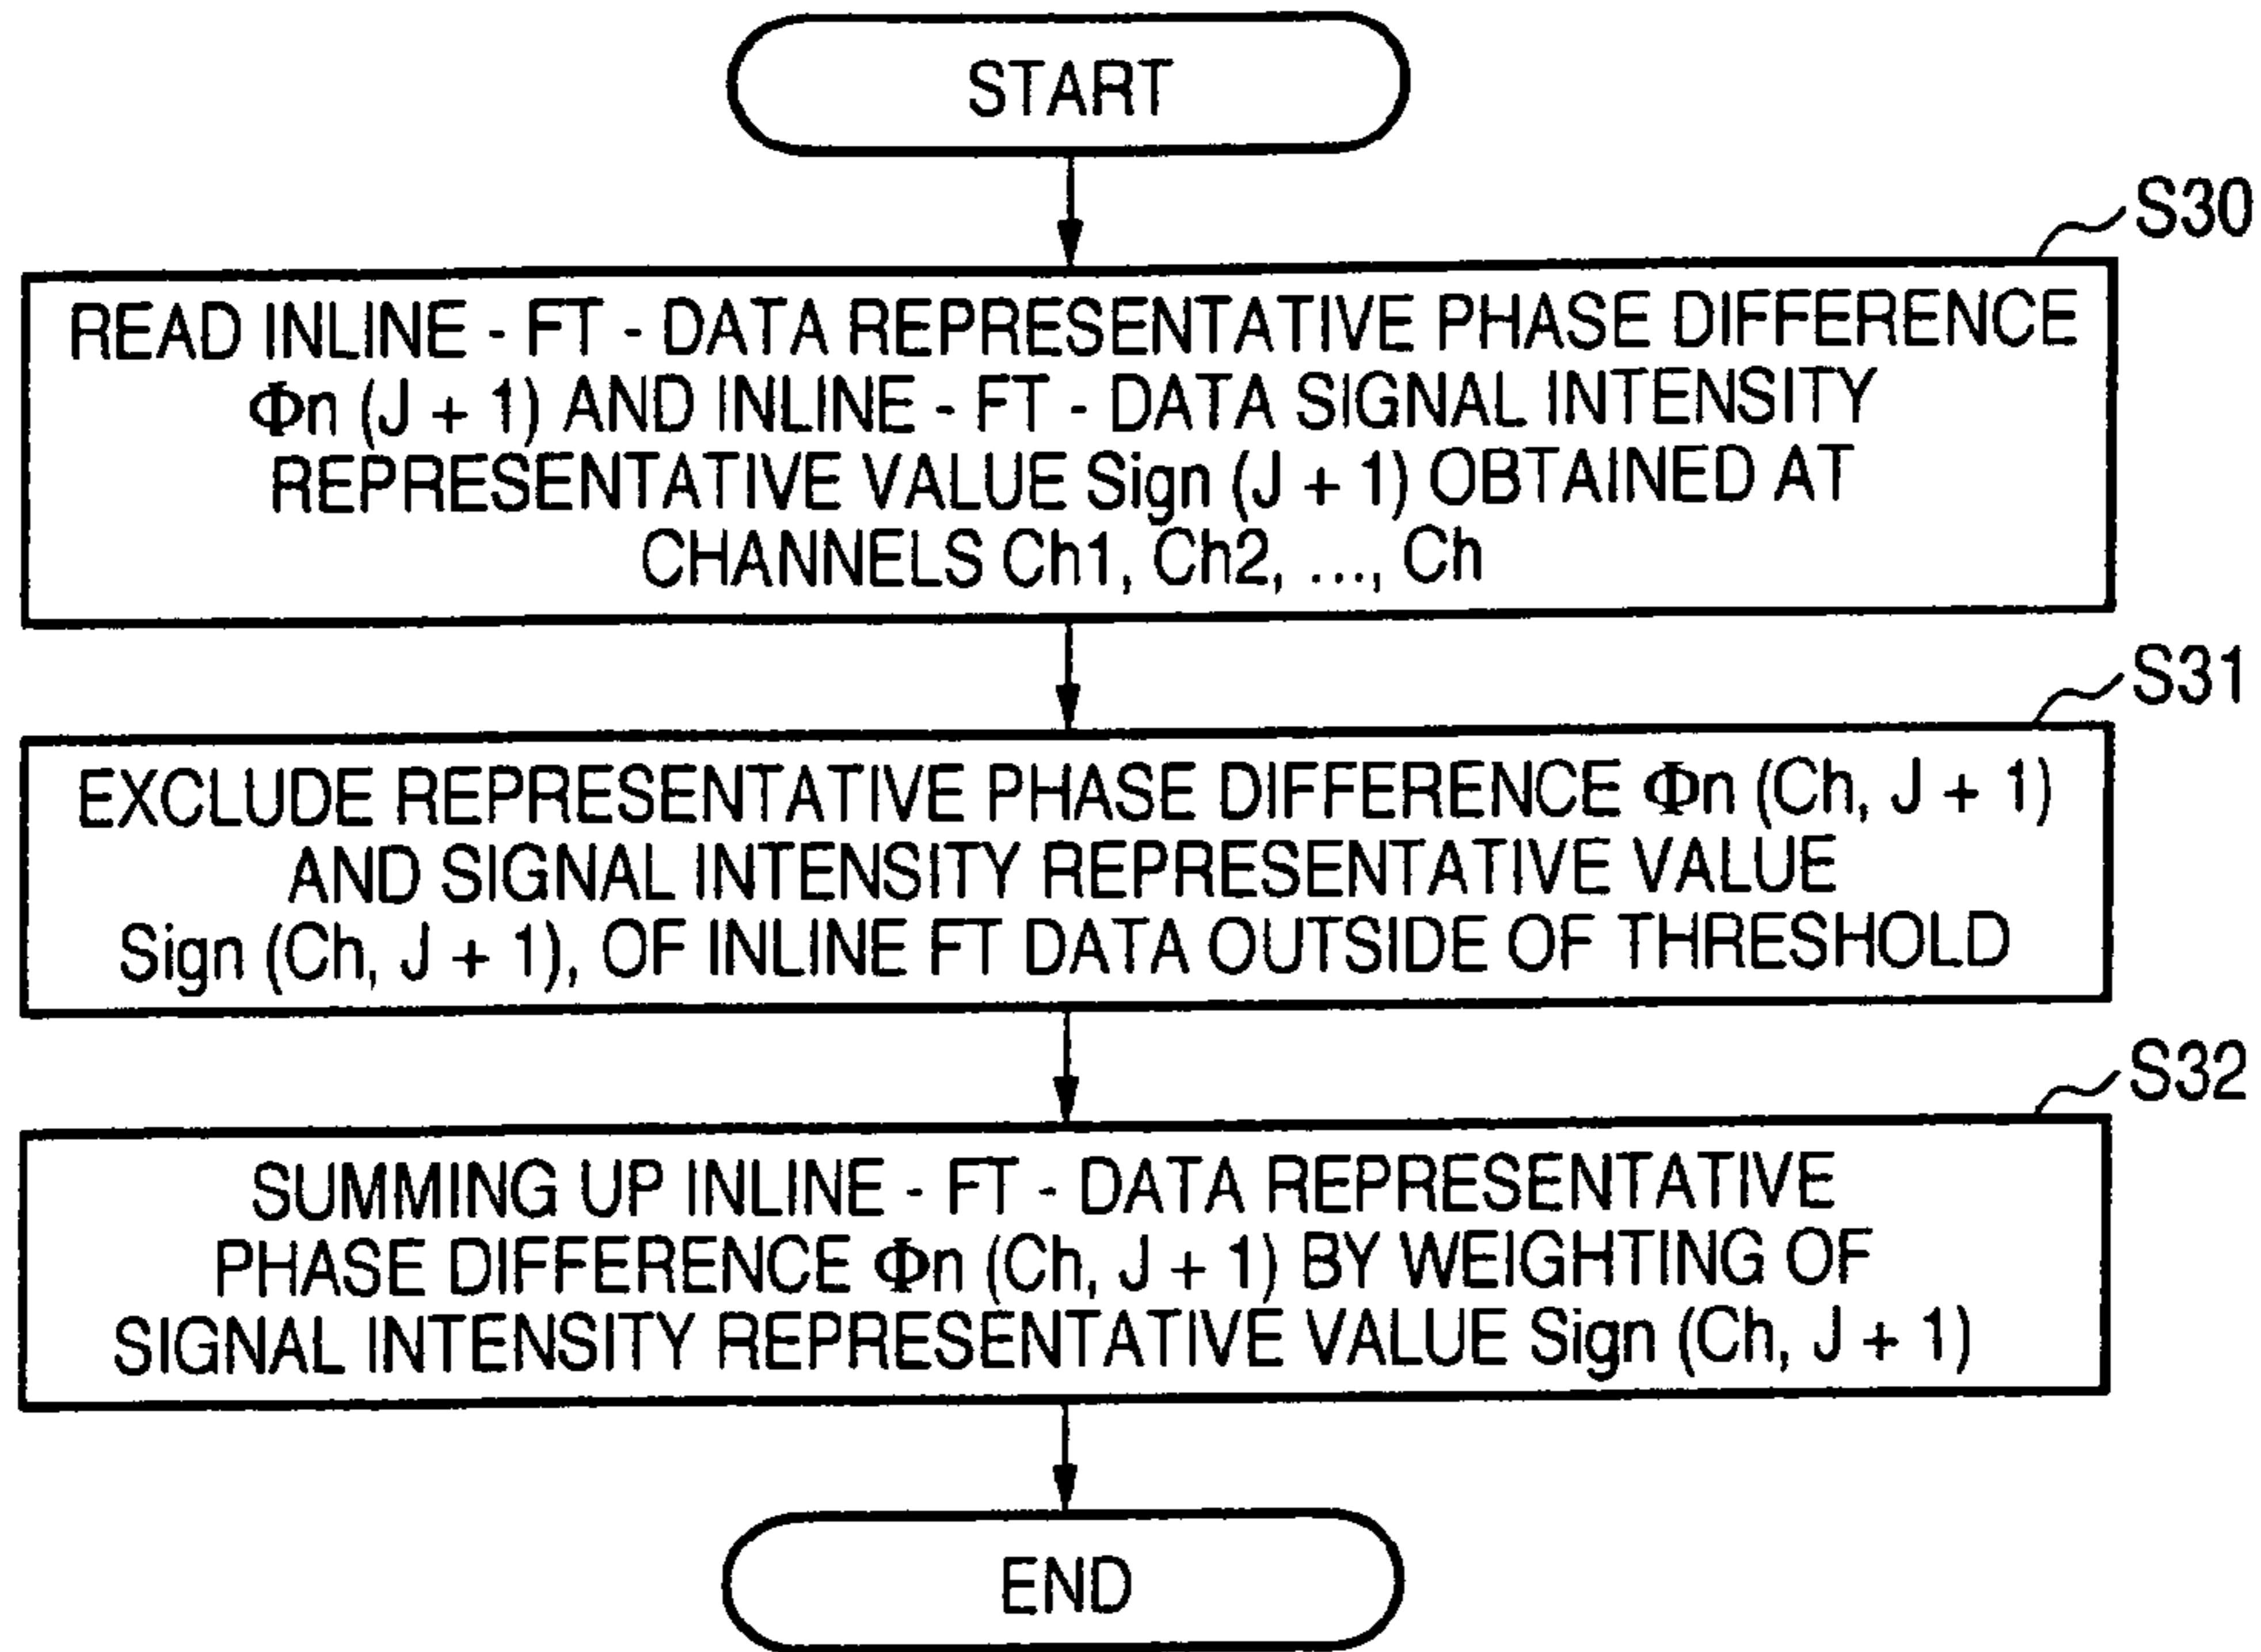 START
S30
READ INLINE - FT - DATA REPRESENTATIVE PHASE DIFFERENCE
Φn (J + 1) AND INLINE - FT - DATA SIGNAL INTENSITY
REPRESENTATIVE VALUE Sign (J + 1) OBTAINED AT
CHANNELS Ch1, Ch2, ..., Ch
S31
EXCLUDE REPRESENTATIVE PHASE DIFFERENCE Φn (Ch, J + 1)
AND SIGNAL INTENSITY REPRESENTATIVE VALUE
Sign (Ch, J + 1), OF INLINE FT DATA OUTSIDE OF THRESHOLD
S32
SUMMING UP INLINE - FT - DATA REPRESENTATIVE
PHASE DIFFERENCE Φn (Ch, J + 1) BY WEIGHTING OF
SIGNAL INTENSITY REPRESENTATIVE VALUE Sign (Ch, J + 1)
END